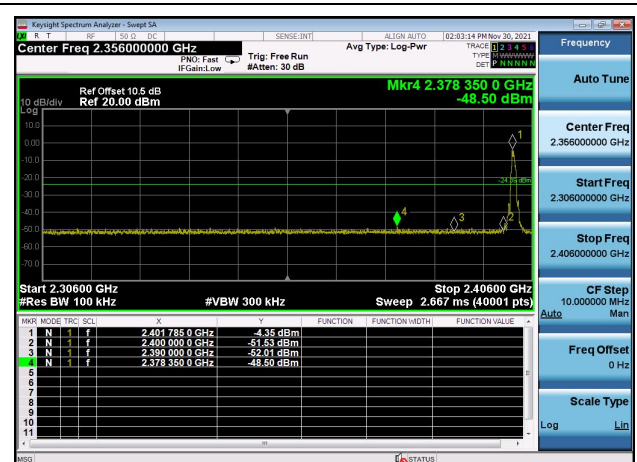 Keysight Spectrum Analyzer - Swept SA
R T RF 50 Ω DC SENSE:INT ALIGN AUTO 02:03:14 PM Nov 30, 2021
Center Freq 2.356000000 GHz
PNO: Fast
IFGain:Low
Trig: Free Run
#Atten: 30 dB
Avg Type: Log-Pwr
TRACE 1 2 3 4 5 6
TYPE M WWWWW
DET P N N N N N
Frequency
Auto Tune
Center Freq
2.356000000 GHz
Start Freq
2.306000000 GHz
Stop Freq
2.406000000 GHz
CF Step
10.000000 MHz
Auto Man
Freq Offset
0 Hz
Scale Type
Log Lin
Mkr4 2.378 350 0 GHz
-48.50 dBm
Ref Offset 10.5 dB
10 dB/div Ref 20.00 dBm
Log
10.0
0.00
-10.0
-20.0
-30.0
-40.0
-50.0
-60.0
-70.0
1
4
3
2
Start 2.30600 GHz Stop 2.40600 GHz
#Res BW 100 kHz #VBW 300 kHz Sweep 2.667 ms (40001 pts)
MKR MODE TRC SCL X Y FUNCTION FUNCTION WIDTH FUNCTION VALUE
1 N 1 f 2.401 785 0 GHz -4.35 dBm
2 N 1 f 2.400 000 0 GHz -51.53 dBm
3 N 1 f 2.390 000 0 GHz -52.01 dBm
4 N 1 f 2.378 350 0 GHz -48.50 dBm
5
6
7
8
9
10
11
MSG STATUS